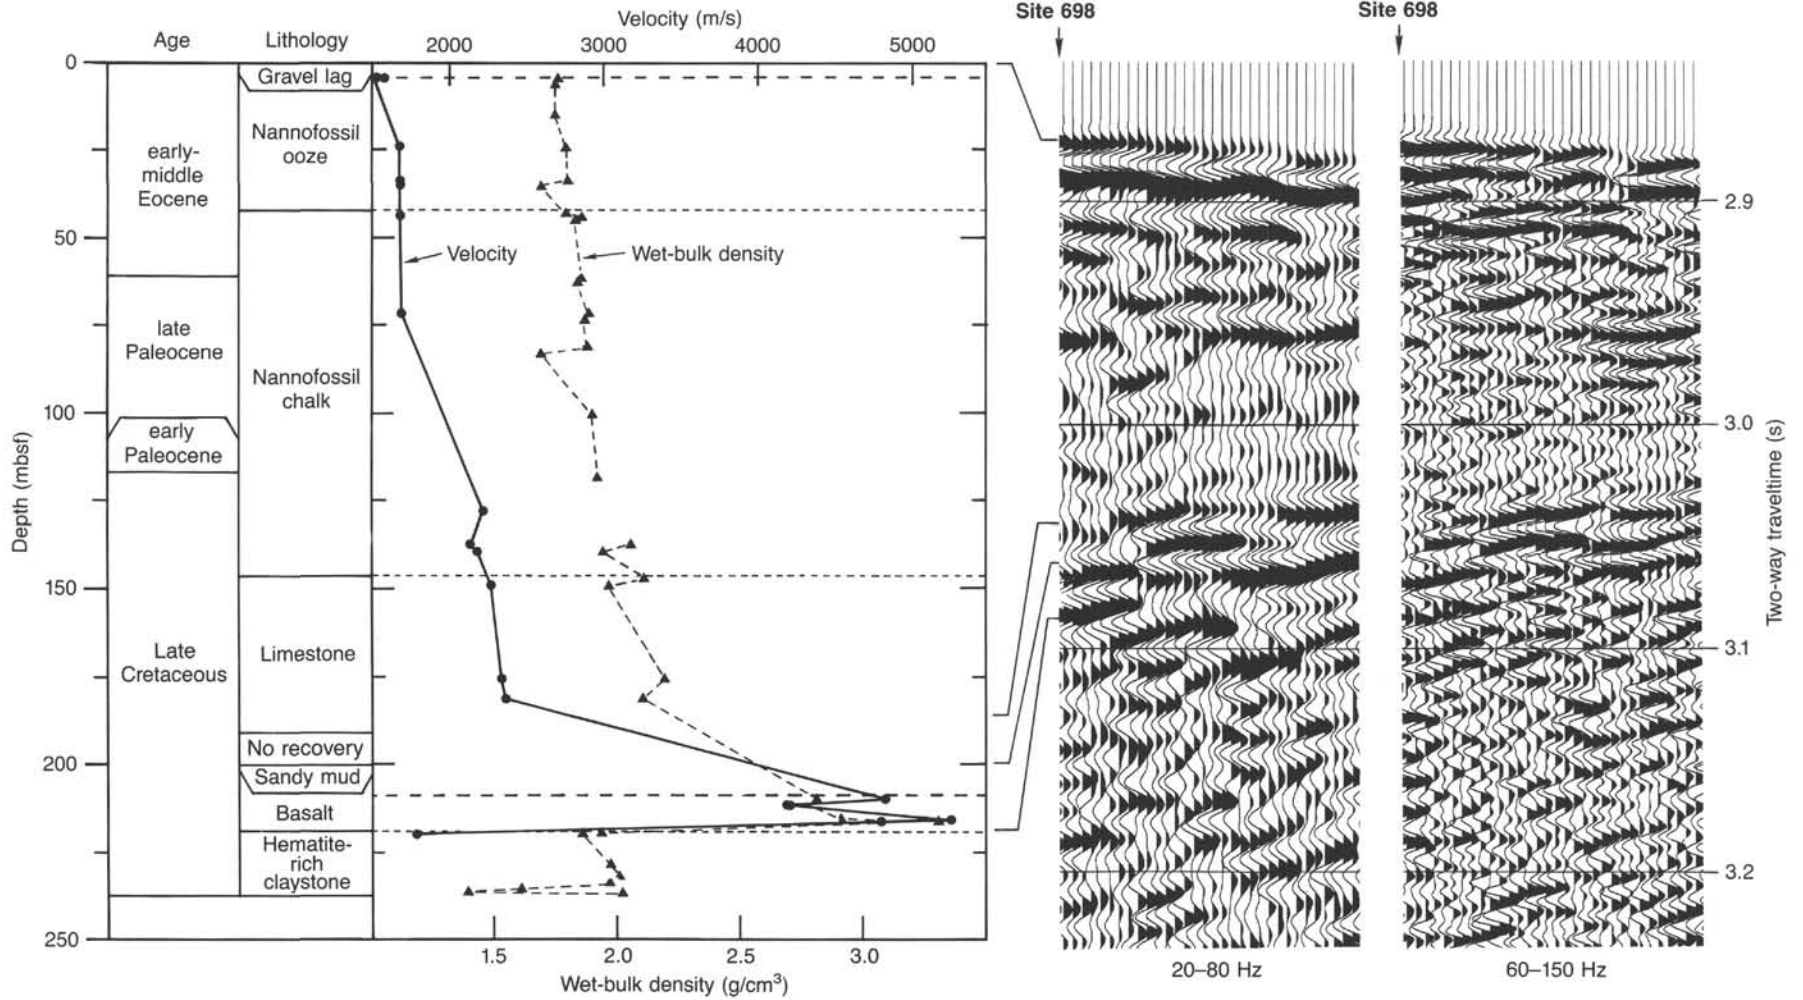 Velocity (m/s)
Site 698
Site 698
Age
Lithology
2000
3000
4000
5000
0
Gravel lag
Nannofossil
ooze
early-
middle
Eocene
2.9
50
Velocity
Wet-bulk density
late
Paleocene
Nannofossil
chalk
100
early
Paleocene
3.0
Depth (mbsf)
Two-way traveltime (s)
150
Late
Cretaceous
Limestone
3.1
No recovery
200
Sandy mud
Basalt
Hematite-
rich
claystone
3.2
250
1.5
2.0
2.5
3.0
Wet-bulk density (g/cm³)
20–80 Hz
60–150 Hz